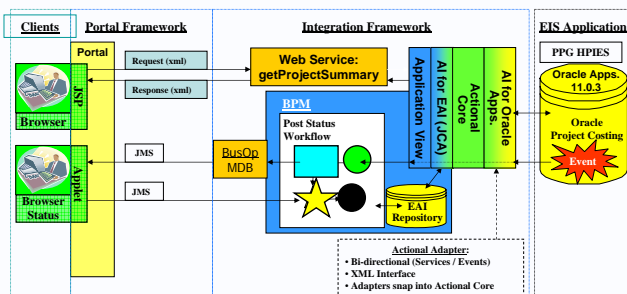 Clients
Portal Framework
Integration Framework
EIS Application
Portal
Request (xml)
Response (xml)
Web Service:
getProjectSummary
PPG HPIES
Oracle Apps.
11.0.3
Oracle
Project Costing
Event
JSP
Browser
BPM
Post Status
Workflow
Application View
AI for EAI (JCA)
Actional
Core
AI for Oracle
Apps.
JMS
BusOp
MDB
Applet
Browser
Status
JMS
EAI
Repository
Actional Adapter:
• Bi-directional (Services / Events)
• XML Interface
• Adapters snap into Actional Core